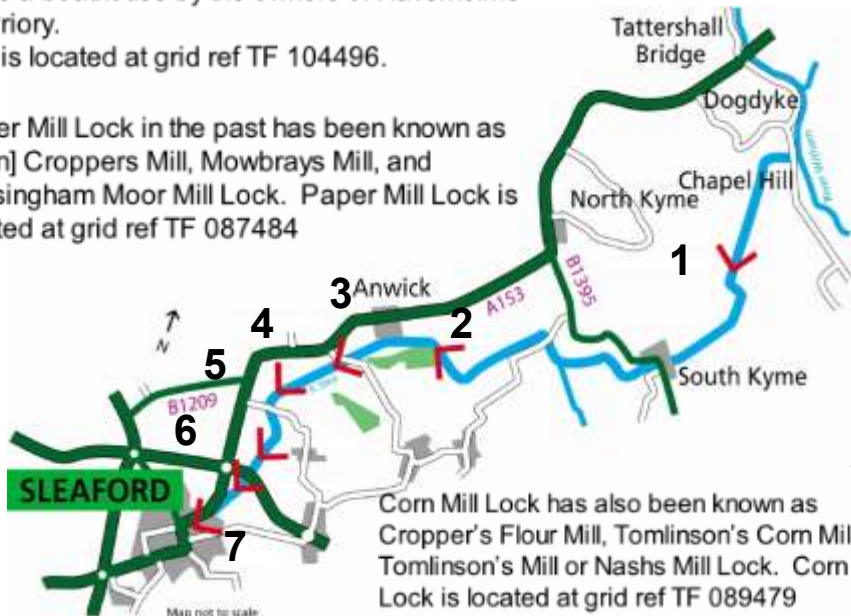 riory.
is located at grid ref TF 104496.
er Mill Lock in the past has been known as
n] Croppers Mill, Mowbrays Mill, and
singham Moor Mill Lock. Paper Mill Lock is
ted at grid ref TF 087484
Tattershall
Bridge
Dogdyke
River Witham
Chapel Hill
North Kyme
1
B1395
3
Anwick
A153
2
4
N
5
South Kyme
B1209
6
SLEAFORD
7
Corn Mill Lock has also been known as
Cropper's Flour Mill, Tomlinson's Corn Mil
Tomlinson's Mill or Nashs Mill Lock. Corn
Lock is located at grid ref TF 089479
Map not to scale